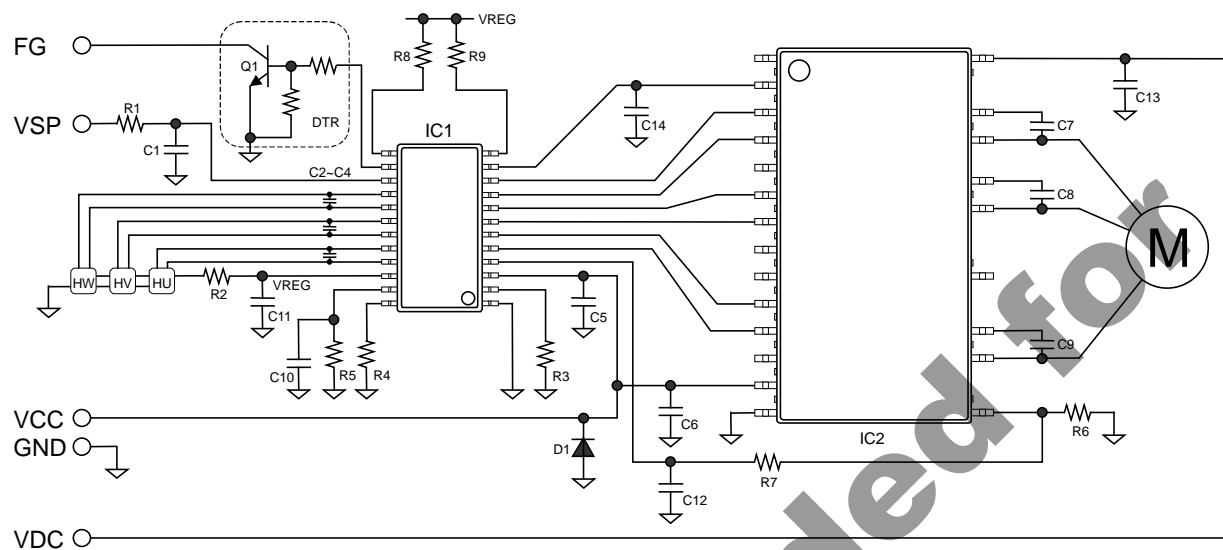 VREG
FG
R8
R9
Q1
DTR
C13
C14
R1
VSP
IC1
C7
C1
C2~C4
C8
M
HW
HV
HU
R2
VREG
C11
C5
C9
C10
R5
R4
R3
VCC
C6
R6
IC2
GND
D1
R7
C12
VDC
ded for